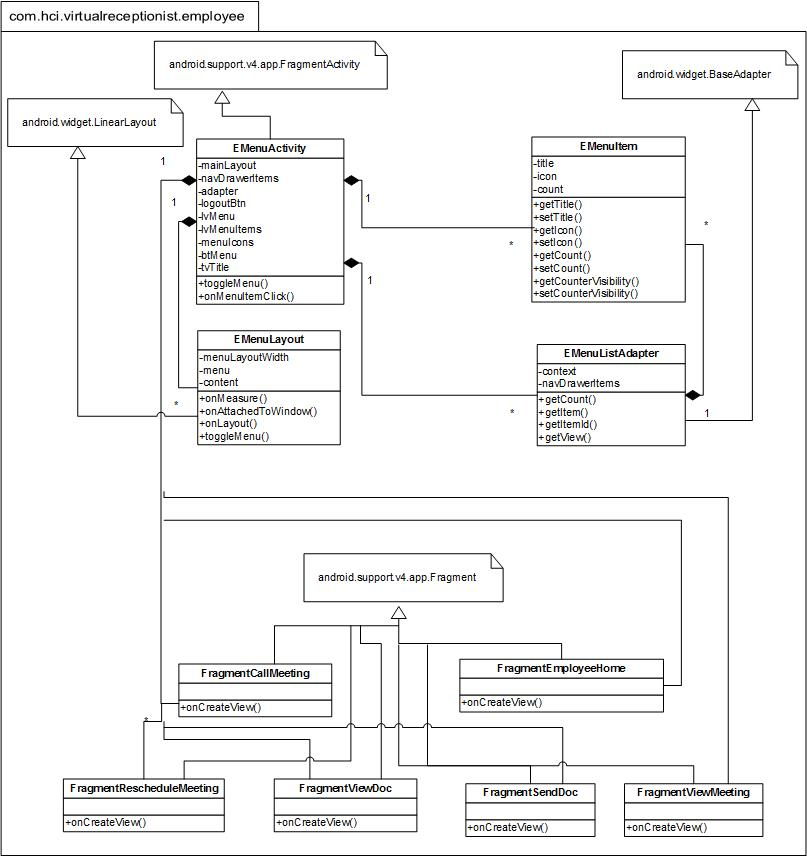 com.hci.virtualreceptionist.employee
android.support.v4.app.FragmentActivity
android.widget.BaseAdapter
android.widget.LinearLayout
EMenuActivity
-mainLayout
-navDrawerItems
-adapter
-logoutBtn
-lvMenu
-lvMenuItems
-menuIcons
-btMenu
-tvTitle
+toggleMenu()
+onMenuItemClick()
1
1
1
1
*
*
EMenuItem
-title
-icon
-count
+getTitle()
+setTitle()
+getIcon()
+setIcon()
+getCount()
+setCount()
+getCounterVisibility()
+setCounterVisibility()
*
EMenuLayout
-menuLayoutWidth
-menu
-content
+onMeasure()
+onAttachedToWindow()
+onLayout()
+toggleMenu()
*
EMenuListAdapter
-context
-navDrawerItems
+getCount()
+getItem()
+getItemId()
+getView()
1
android.support.v4.app.Fragment
FragmentCallMeeting
+onCreateView()
FragmentEmployeeHome
+onCreateView()
*
FragmentRescheduleMeeting
+onCreateView()
FragmentViewDoc
+onCreateView()
FragmentSendDoc
+onCreateView()
FragmentViewMeeting
+onCreateView()